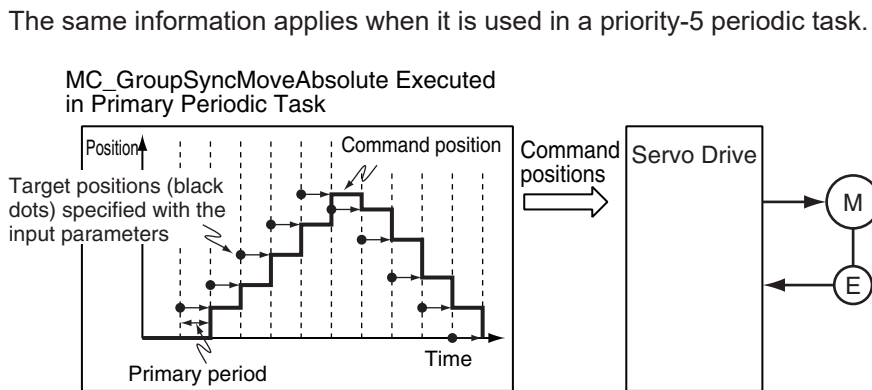 The same information applies when it is used in a priority-5 periodic task.
MC_GroupSyncMoveAbsolute Executed
in Primary Periodic Task
Position
Command position
Target positions (black
dots) specified with the
input parameters
Primary period
Time
Command
positions
Servo Drive
M
E